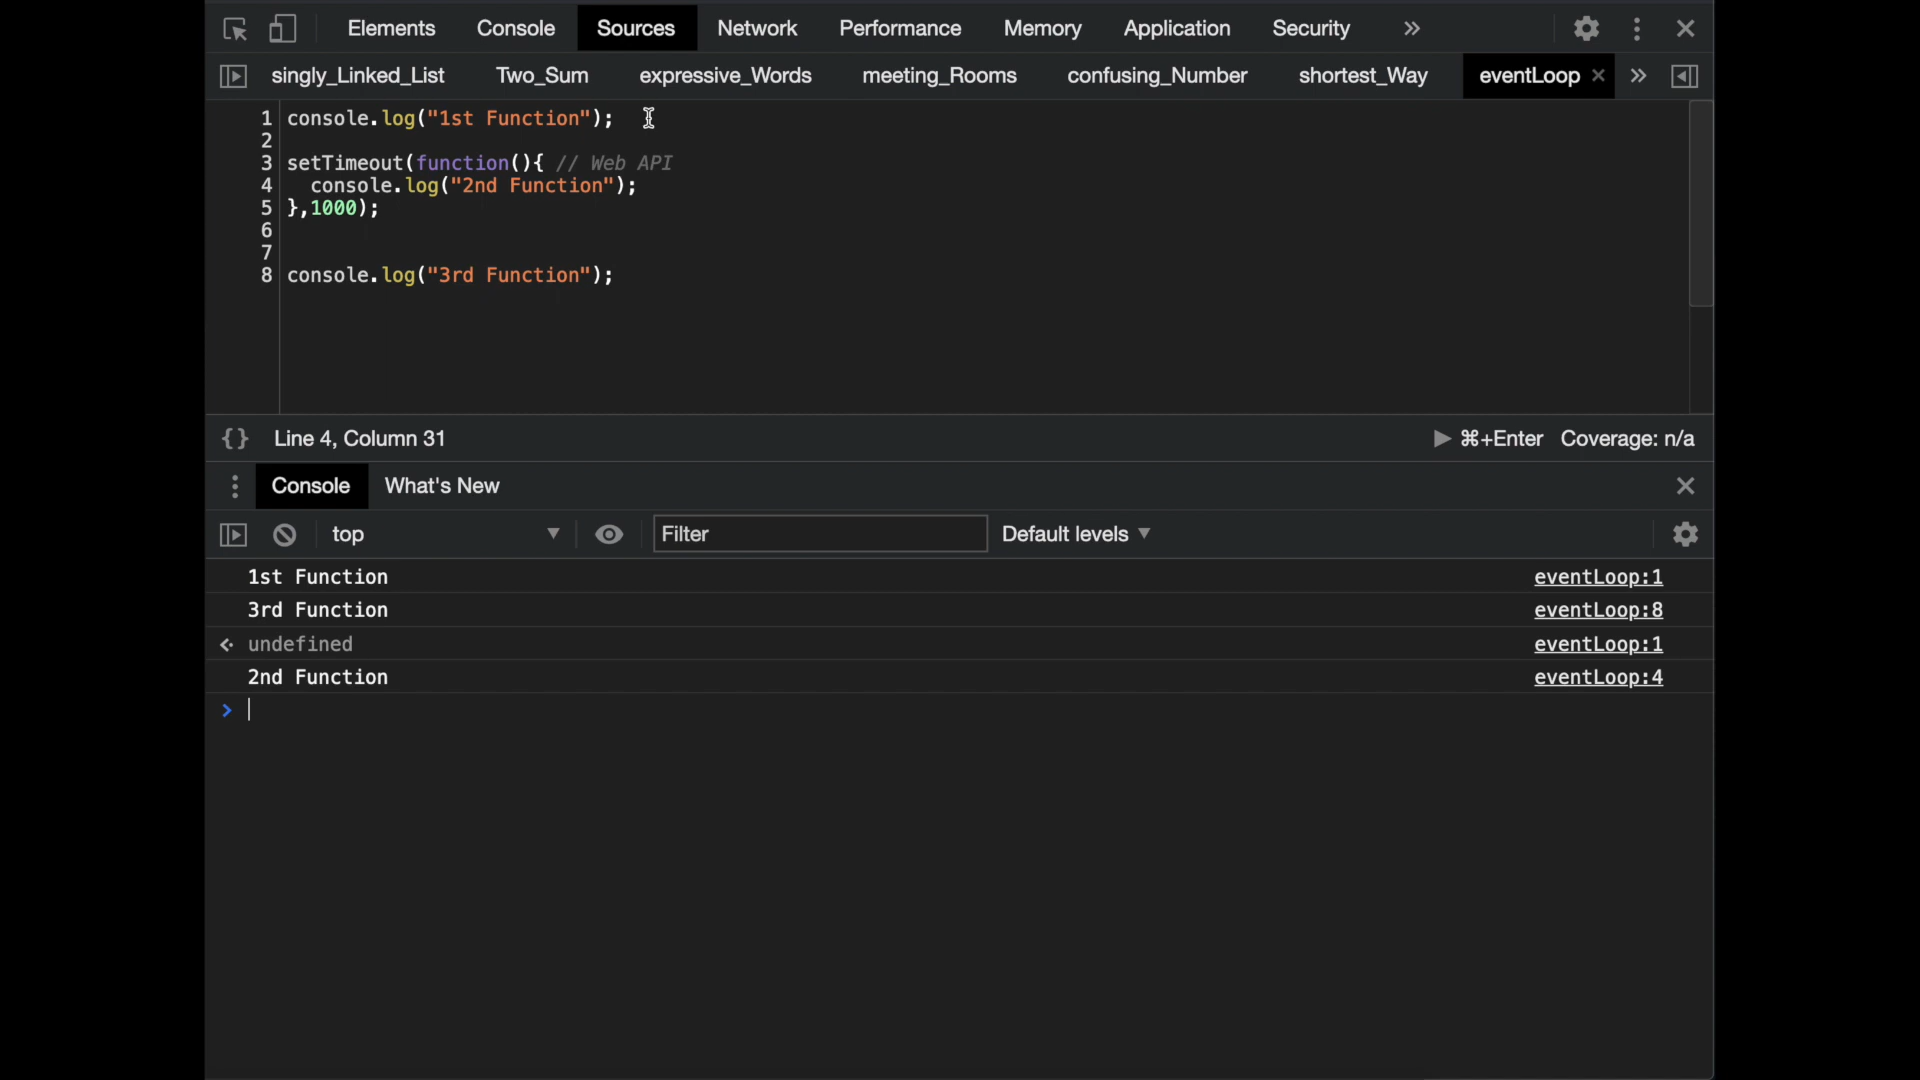 Elements Console Sources Network Performance Memory Application Security »
singly_Linked_List Two_Sum expressive_Words meeting_Rooms confusing_Number shortest_Way eventLoop × »
1 console.log("1st Function");
2
3 setTimeout(function(){ // Web API
4 console.log("2nd Function");
5 },1000);
6
7
8 console.log("3rd Function");
{} Line 4, Column 31 ⌘+Enter Coverage: n/a
Console What's New
top Filter Default levels
1st Function eventLoop:1
3rd Function eventLoop:8
undefined eventLoop:1
2nd Function eventLoop:4
>